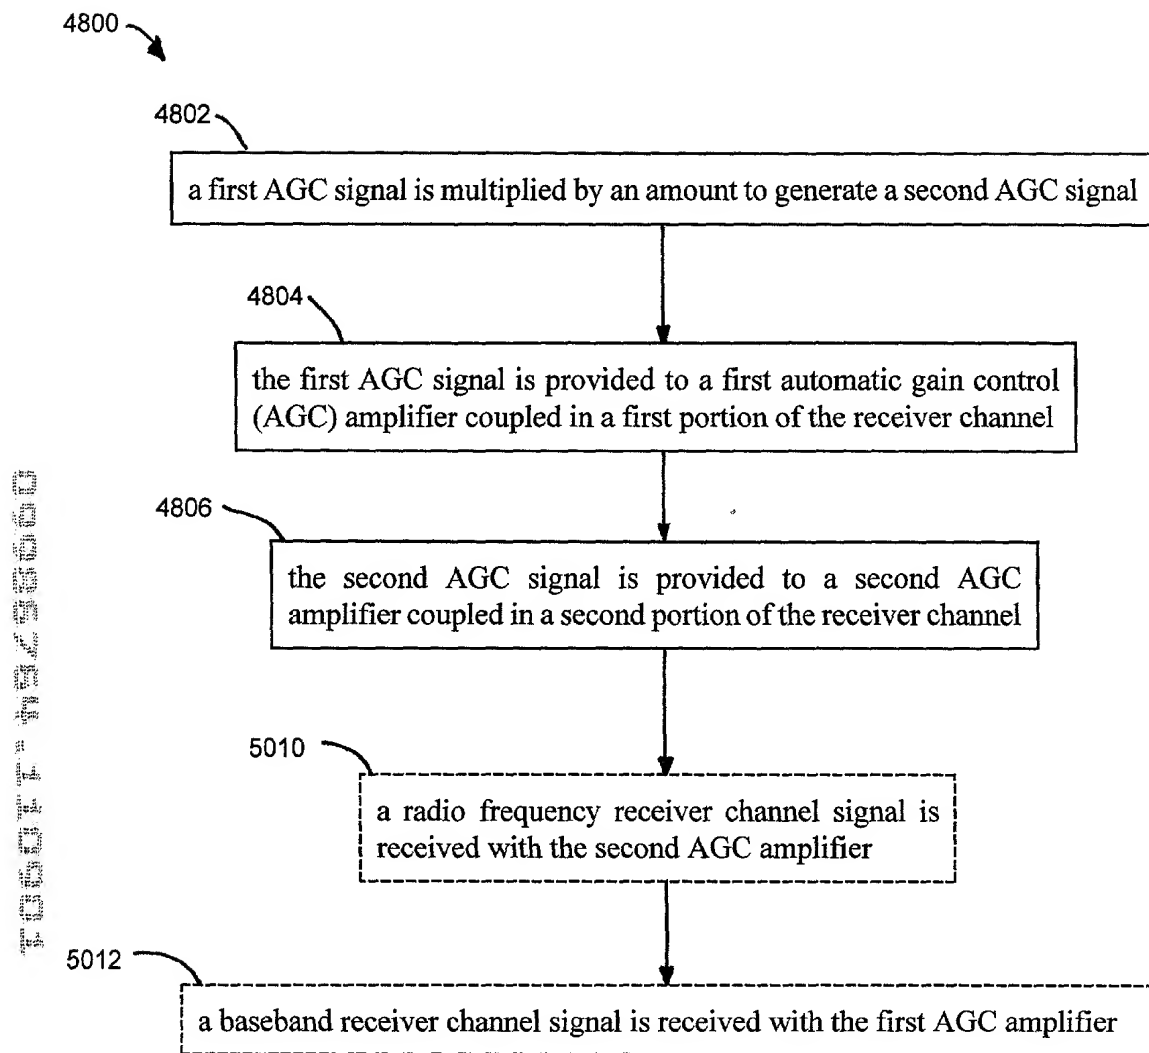 4800
4802
a first AGC signal is multiplied by an amount to generate a second AGC signal
4804
the first AGC signal is provided to a first automatic gain control
(AGC) amplifier coupled in a first portion of the receiver channel
4806
the second AGC signal is provided to a second AGC
amplifier coupled in a second portion of the receiver channel
5010
a radio frequency receiver channel signal is
received with the second AGC amplifier
5012
a baseband receiver channel signal is received with the first AGC amplifier